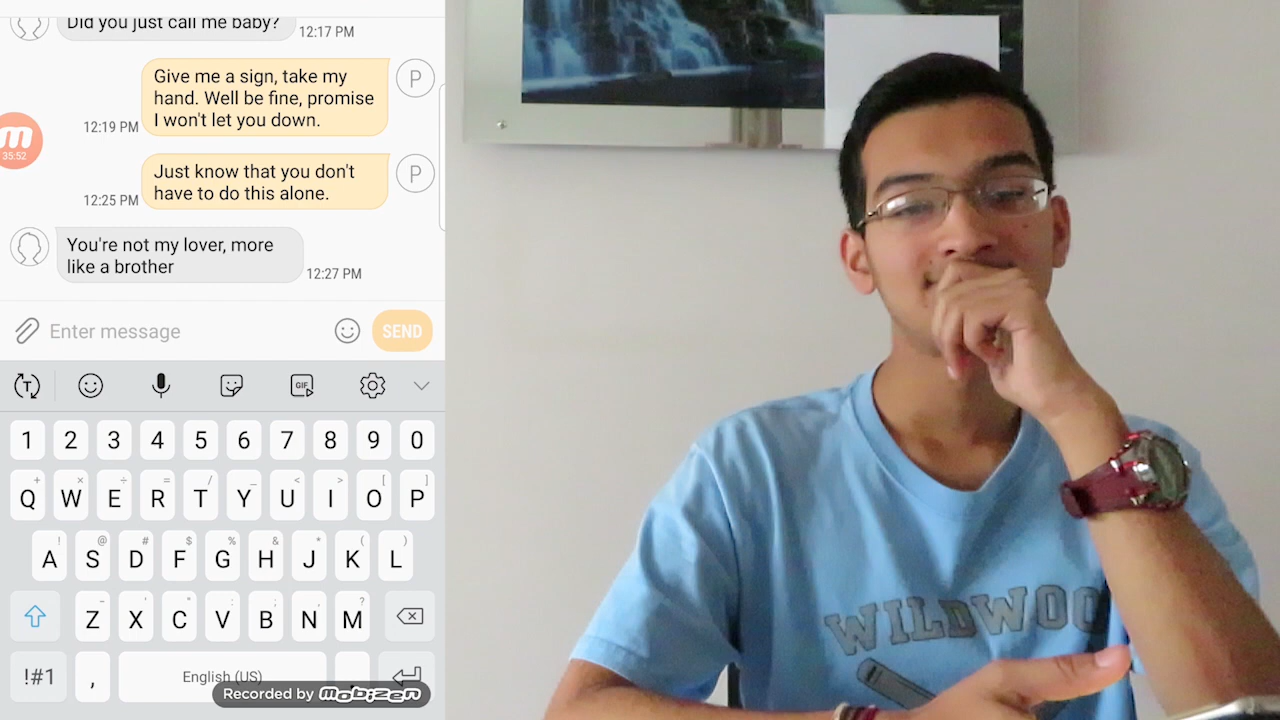 Did you just call me baby?
12:17 PM
Give me a sign, take my
hand. Well be fine, promise
I won't let you down.
P
12:19 PM
m
35:52
Just know that you don't
have to do this alone.
P
12:25 PM
You're not my lover, more
like a brother
12:27 PM
Enter message
SEND
T
GIF
1 2 3 4 5 6 7 8 9 0
+ × ÷ = / _ < > [ ]
Q W E R T Y U I O P
! @ # $ % & * ( )
A S D F G H J K L
- ' " : ; , ?
Z X C V B N M
!#1
,
English (US)
Recorded by mobizen
WILDWOO